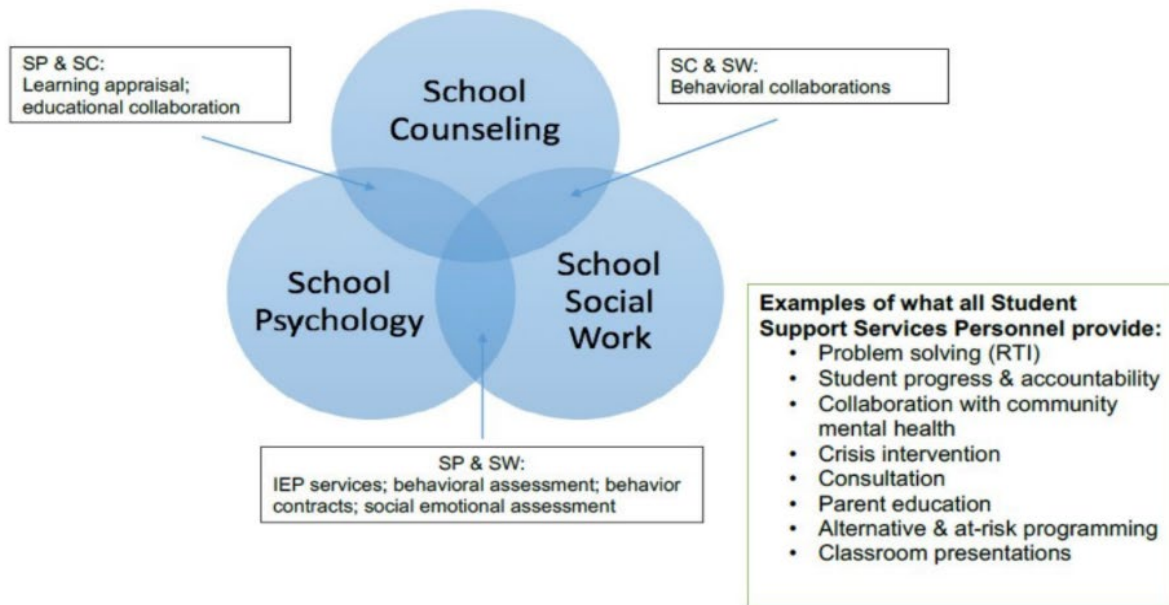 SP & SC:
Learning appraisal;
educational collaboration
School
Counseling
SC & SW:
Behavioral collaborations
School
Psychology
School
Social
Work
SP & SW:
IEP services; behavioral assessment; behavior
contracts; social emotional assessment
Examples of what all Student
Support Services Personnel provide:
• Problem solving (RTI)
• Student progress & accountability
• Collaboration with community
mental health
• Crisis intervention
• Consultation
• Parent education
• Alternative & at-risk programming
• Classroom presentations